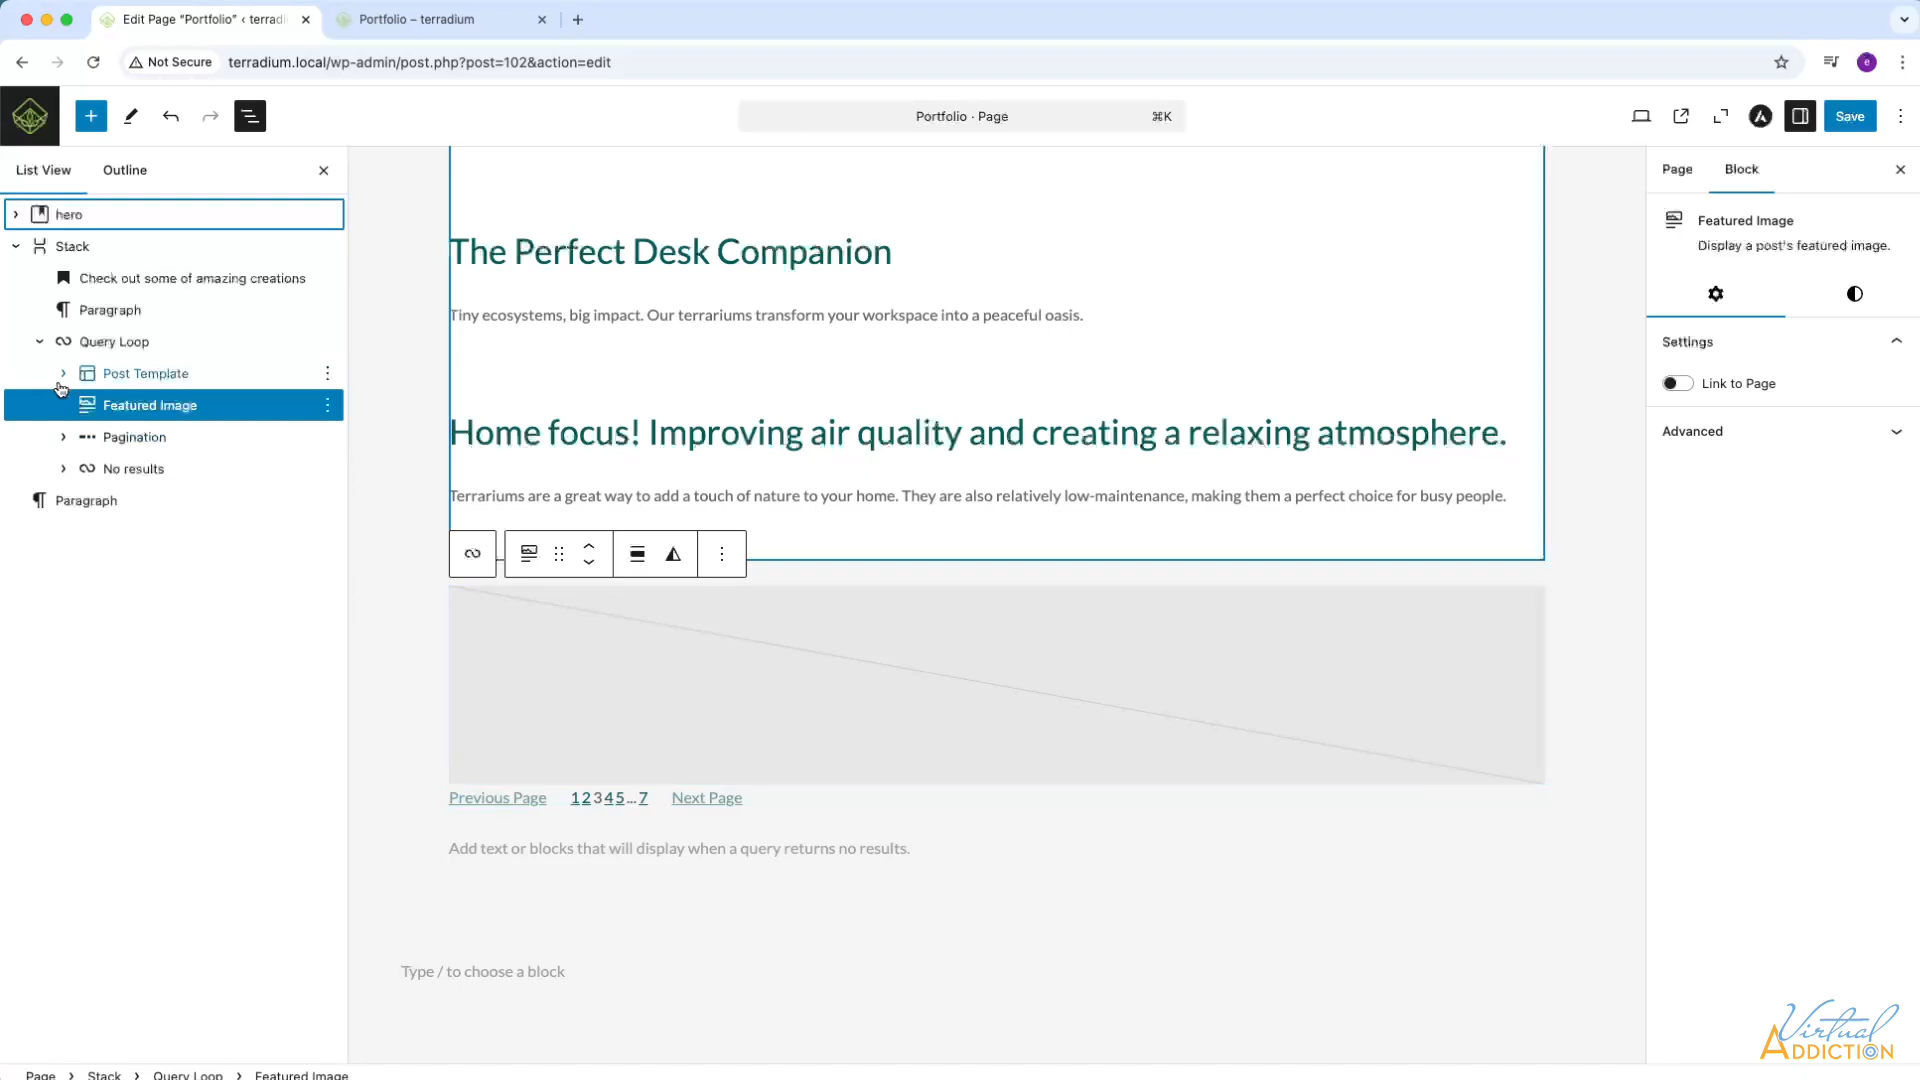 Edit Page "Portfolio" ‹ terradi
Portfolio – terradium
Not Secure
terradium.local/wp-admin/post.php?post=102&action=edit
e
Portfolio · Page
⌘K
Save
List View
Outline
hero
Stack
Check out some of amazing creations
Paragraph
Query Loop
Post Template
Featured Image
Pagination
No results
Paragraph
The Perfect Desk Companion
Tiny ecosystems, big impact. Our terrariums transform your workspace into a peaceful oasis.
Home focus! Improving air quality and creating a relaxing atmosphere.
Terrariums are a great way to add a touch of nature to your home. They are also relatively low-maintenance, making them a perfect choice for busy people.
Previous Page 1 2 3 4 5 ... 7 Next Page
Add text or blocks that will display when a query returns no results.
Type / to choose a block
Page
Block
Featured Image
Display a post's featured image.
Settings
Link to Page
Advanced
Virtual
ADDICTION
Page › Stack › Query Loop › Featured Image